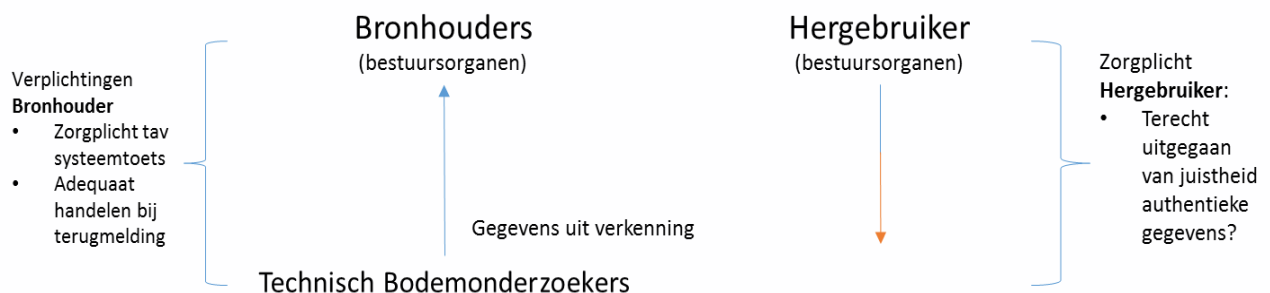 Bronhouders
(bestuursorganen)
Hergebruiker
(bestuursorganen)
Verplichtingen
Bronhouder
• Zorgplicht tav
systeemtoets
• Adequaat
handelen bij
terugmelding
Zorgplicht
Hergebruiker:
• Terecht
uitgegaan
van juistheid
authentieke
gegevens?
Gegevens uit verkenning
Technisch Bodemonderzoekers